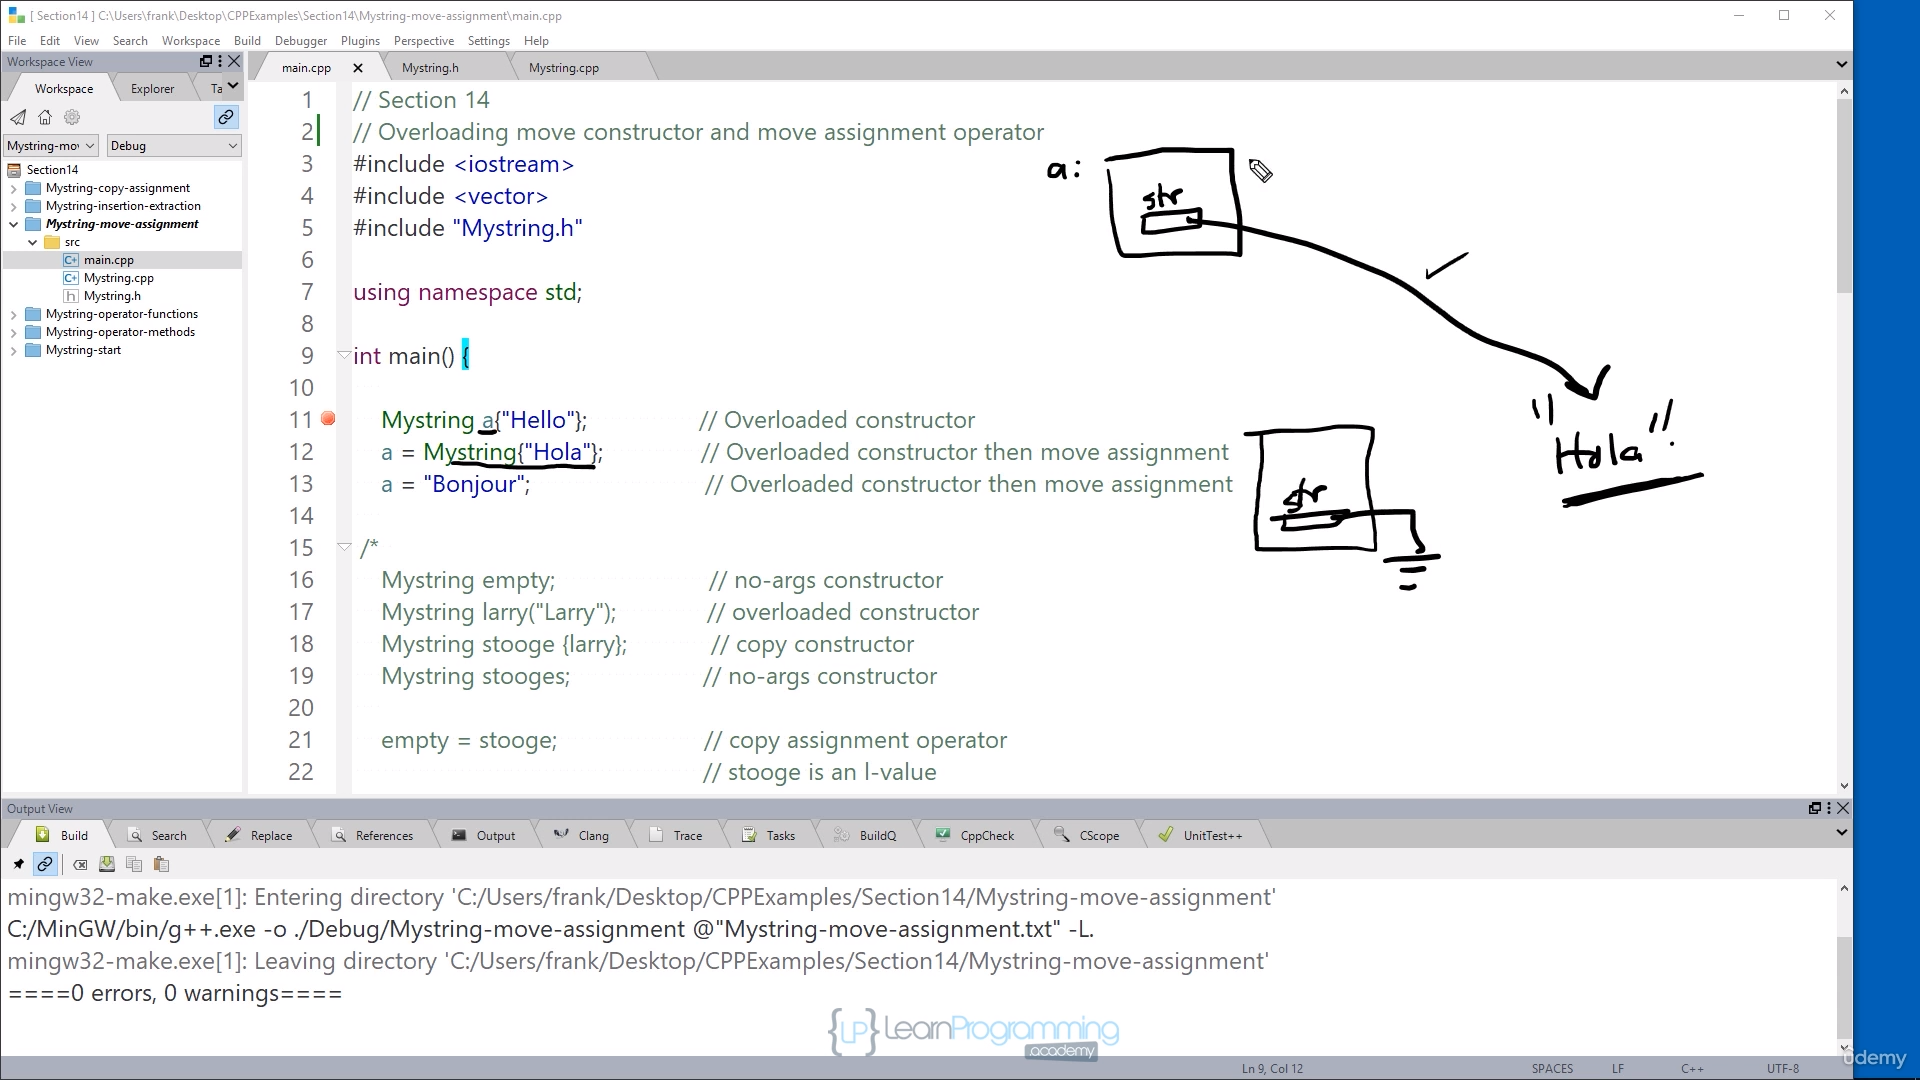 [ Section14 ] C:\Users\frank\Desktop\CPPExamples\Section14\Mystring-move-assignment\main.cpp
File Edit View Search Workspace Build Debugger Plugins Perspective Settings Help
Workspace View
Workspace Explorer Ta
Mystring-mov Debug
Section14
Mystring-copy-assignment
Mystring-insertion-extraction
Mystring-move-assignment
src
main.cpp
Mystring.cpp
Mystring.h
Mystring-operator-functions
Mystring-operator-methods
Mystring-start
main.cpp Mystring.h Mystring.cpp
1 // Section 14
2 // Overloading move constructor and move assignment operator
3 #include <iostream>
4 #include <vector>
5 #include "Mystring.h"
6
7 using namespace std;
8
9 int main() {
10
11 Mystring a{"Hello"}; // Overloaded constructor
12 a = Mystring{"Hola"}; // Overloaded constructor then move assignment
13 a = "Bonjour"; // Overloaded constructor then move assignment
14
15 /*
16 Mystring empty; // no-args constructor
17 Mystring larry("Larry"); // overloaded constructor
18 Mystring stooge {larry}; // copy constructor
19 Mystring stooges; // no-args constructor
20
21 empty = stooge; // copy assignment operator
22 // stooge is an l-value
a:
str
"Hola"
str
Output View
Build Search Replace References Output Clang Trace Tasks BuildQ CppCheck CScope UnitTest++
mingw32-make.exe[1]: Entering directory 'C:/Users/frank/Desktop/CPPExamples/Section14/Mystring-move-assignment'
C:/MinGW/bin/g++.exe -o ./Debug/Mystring-move-assignment @"Mystring-move-assignment.txt" -L.
mingw32-make.exe[1]: Leaving directory 'C:/Users/frank/Desktop/CPPExamples/Section14/Mystring-move-assignment'
====0 errors, 0 warnings====
{LP} LearnProgramming
.academy
Ln 9, Col 12 SPACES LF C++ UTF-8
ûdemy